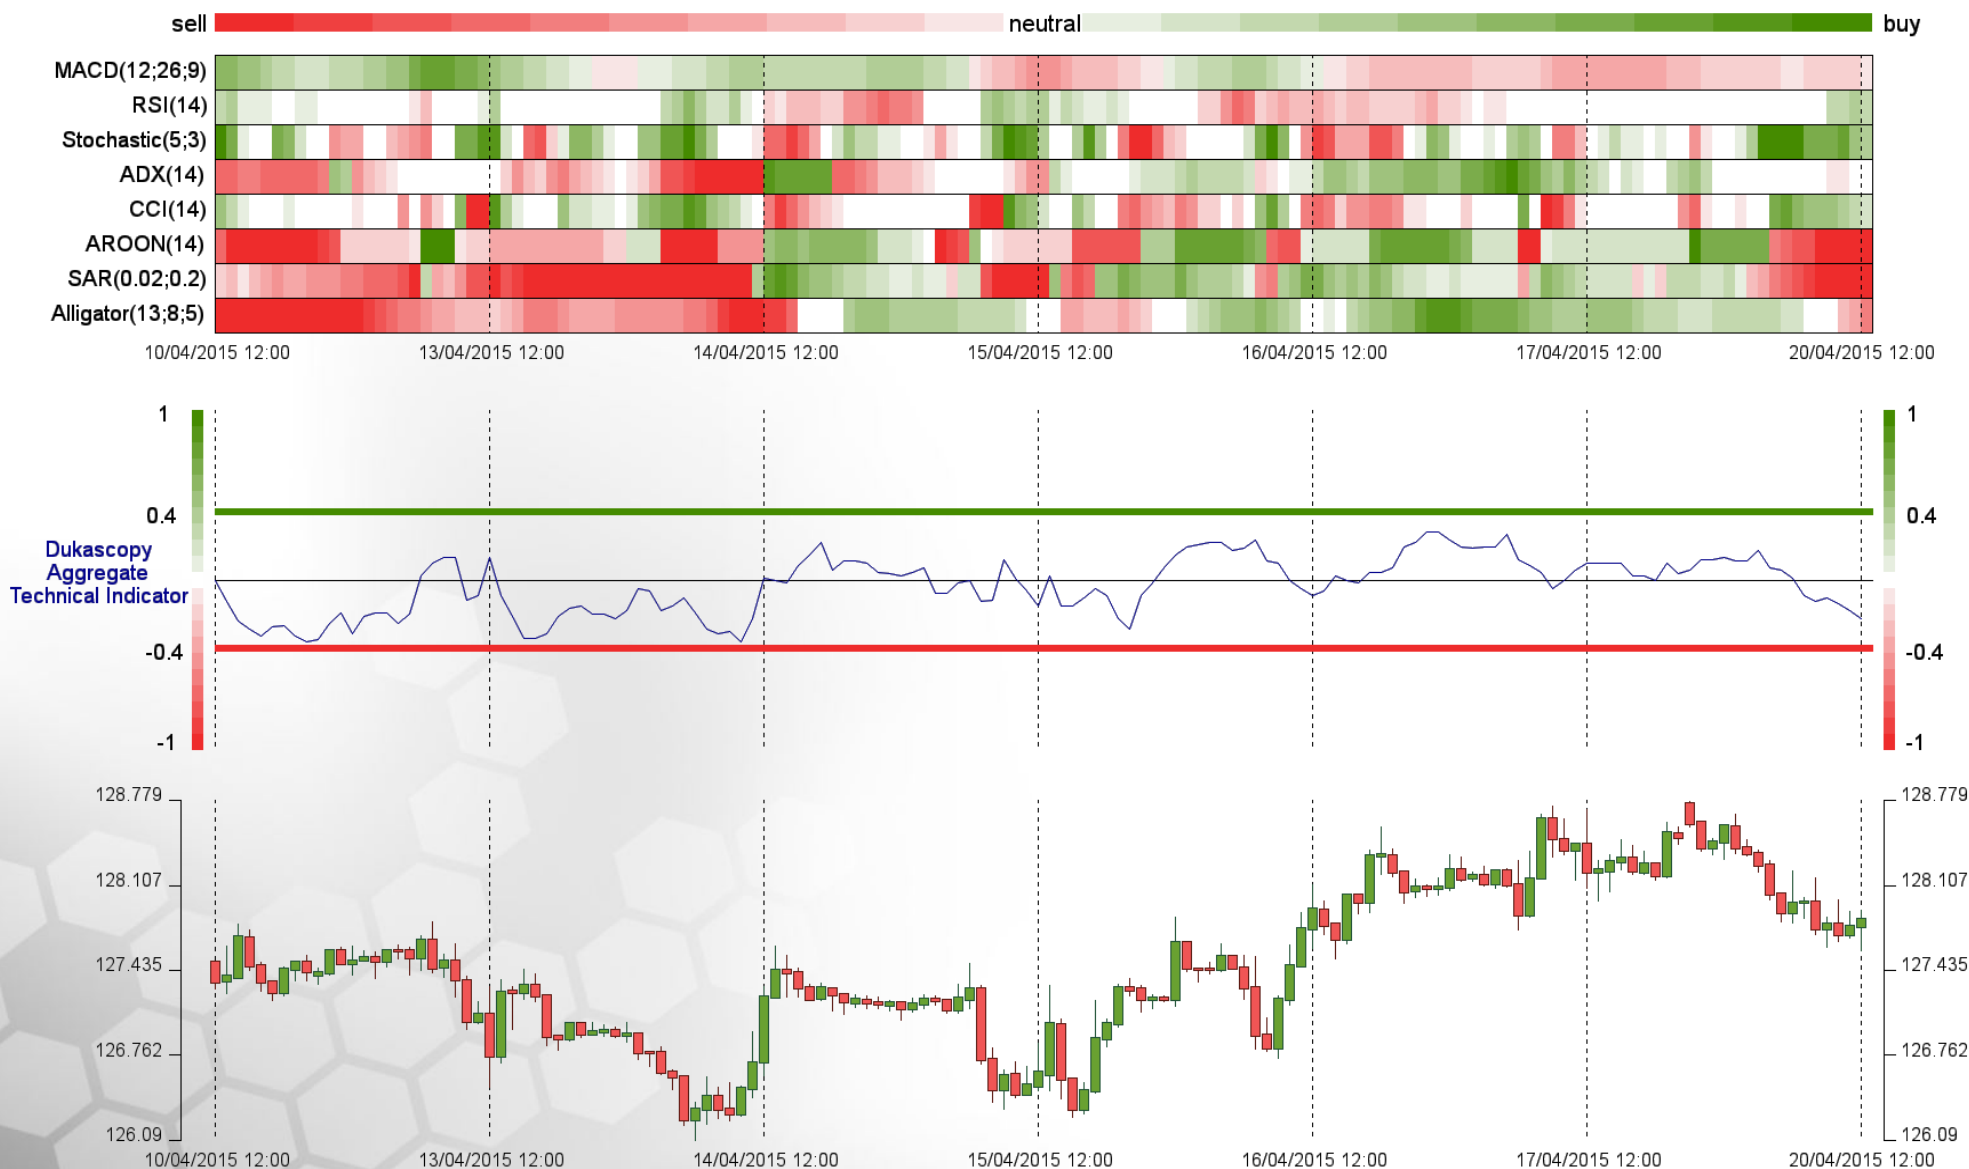 sell neutral buy
MACD(12;26;9)
RSI(14)
Stochastic(5;3)
ADX(14)
CCI(14)
AROON(14)
SAR(0.02;0.2)
Alligator(13;8;5)
10/04/2015 12:00 13/04/2015 12:00 14/04/2015 12:00 15/04/2015 12:00 16/04/2015 12:00 17/04/2015 12:00 20/04/2015 12:00
1 1
0.4 0.4
Dukascopy
Aggregate
Technical Indicator
-0.4 -0.4
-1 -1
128.779 128.779
128.107 128.107
127.435 127.435
126.762 126.762
126.09 126.09
10/04/2015 12:00 13/04/2015 12:00 14/04/2015 12:00 15/04/2015 12:00 16/04/2015 12:00 17/04/2015 12:00 20/04/2015 12:00